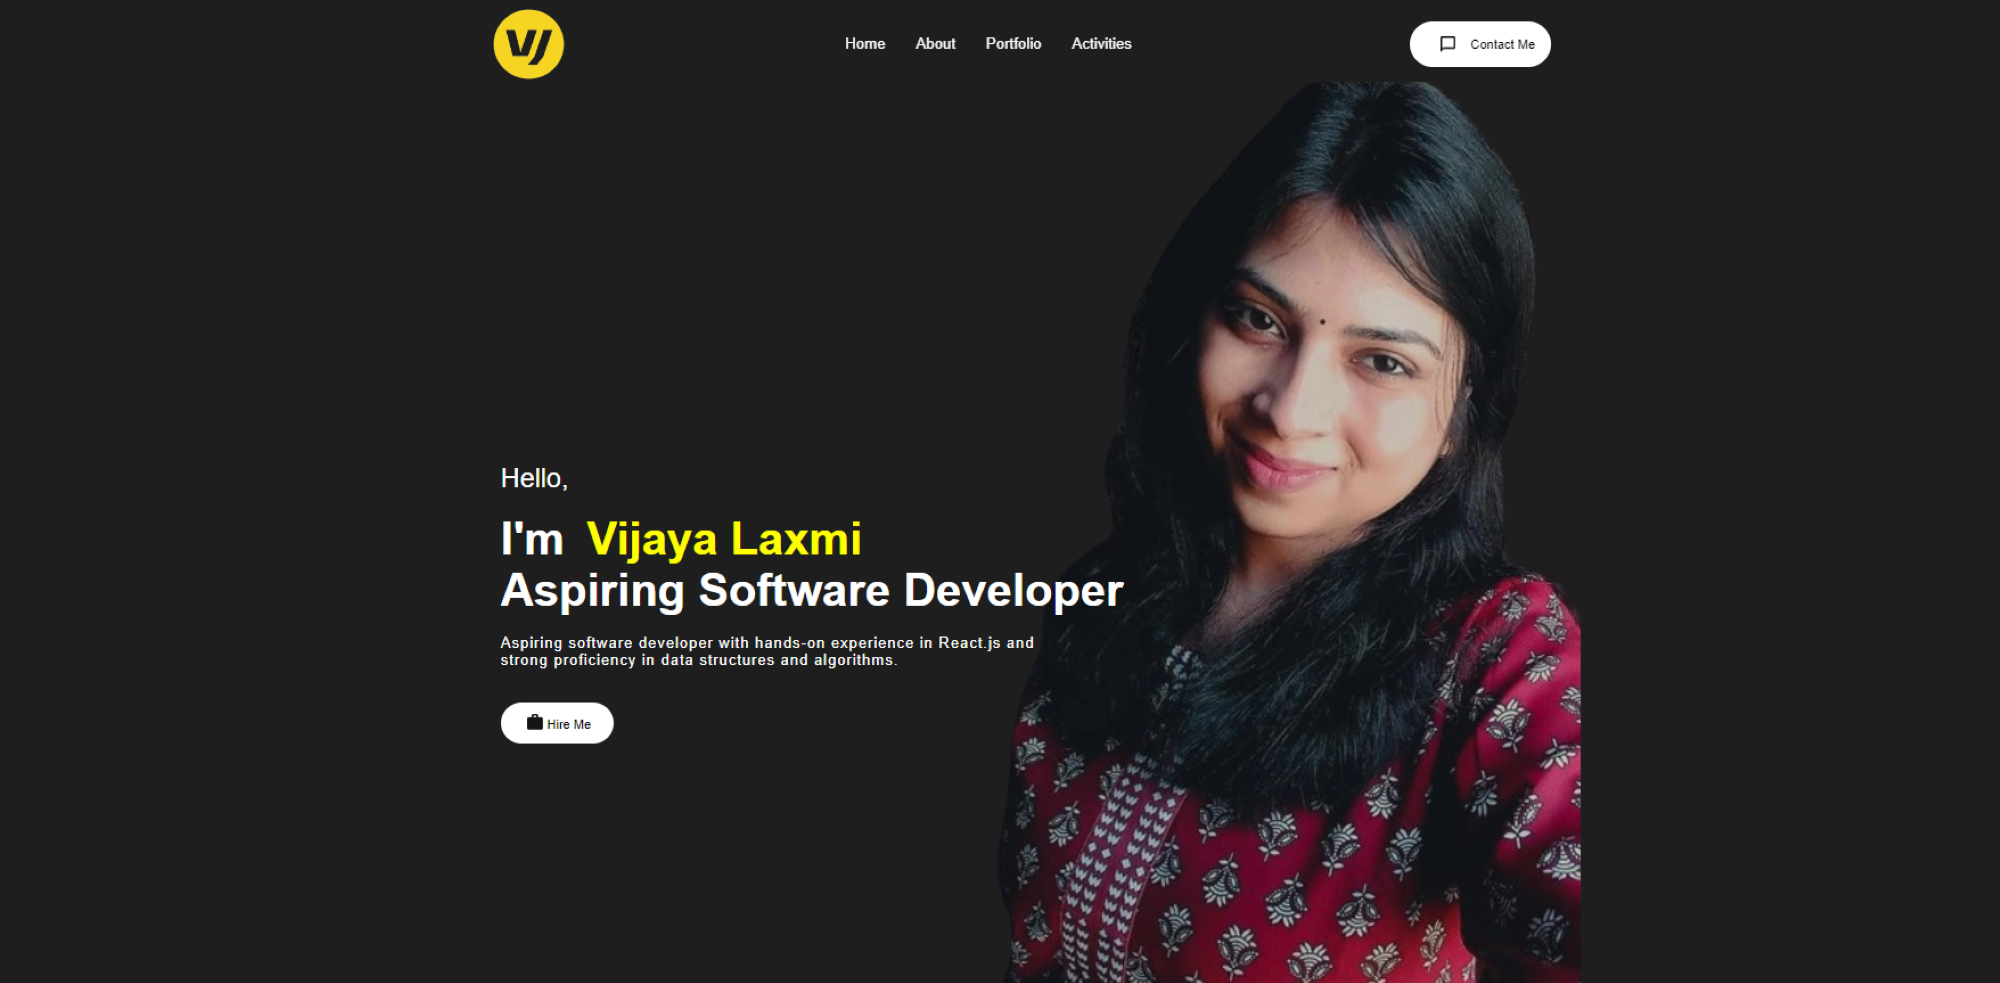 VJ
Home About Portfolio Activities
Contact Me
Hello,
I'm Vijaya Laxmi
Aspiring Software Developer
Aspiring software developer with hands-on experience in React.js and
strong proficiency in data structures and algorithms.
Hire Me